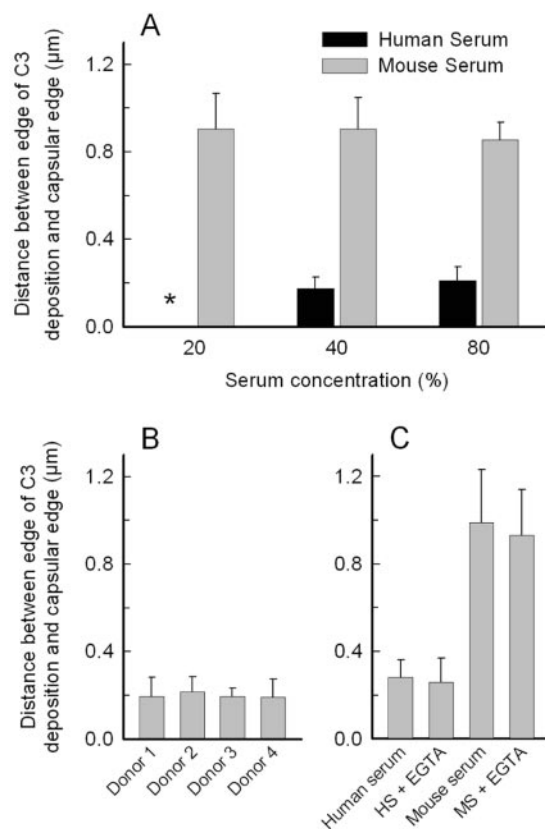 A
Human Serum
Mouse Serum
Distance between edge of C3
deposition and capsular edge (μm)
1.2
0.8
0.4
0.0
*
20
40
80
Serum concentration (%)
B
C
Distance between edge of C3
deposition and capsular edge (μm)
1.2
0.8
0.4
0.0
Donor 1
Donor 2
Donor 3
Donor 4
1.2
0.8
0.4
0.0
Human serum
HS + EGTA
Mouse serum
MS + EGTA